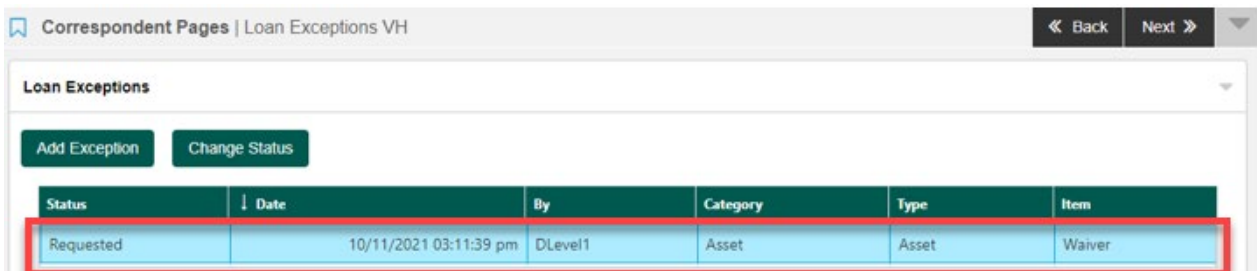 Correspondent Pages | Loan Exceptions VH
« Back Next »
Loan Exceptions
Add Exception Change Status
Status ↓ Date By Category Type Item
Requested 10/11/2021 03:11:39 pm DLevel1 Asset Asset Waiver